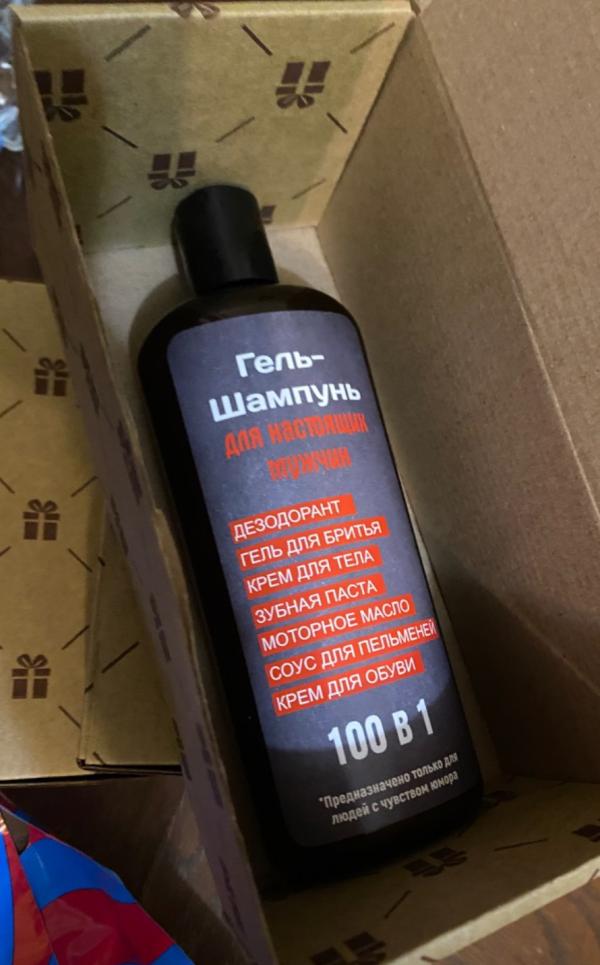 Гель-
Шампунь
для настоящих
мужчин
ДЕЗОДОРАНТ
ГЕЛЬ ДЛЯ БРИТЬЯ
КРЕМ ДЛЯ ТЕЛА
ЗУБНАЯ ПАСТА
МОТОРНОЕ МАСЛО
СОУС ДЛЯ ПЕЛЬМЕНЕЙ
КРЕМ ДЛЯ ОБУВИ
100 в 1
*Предназначено только для
людей с чувством юмора